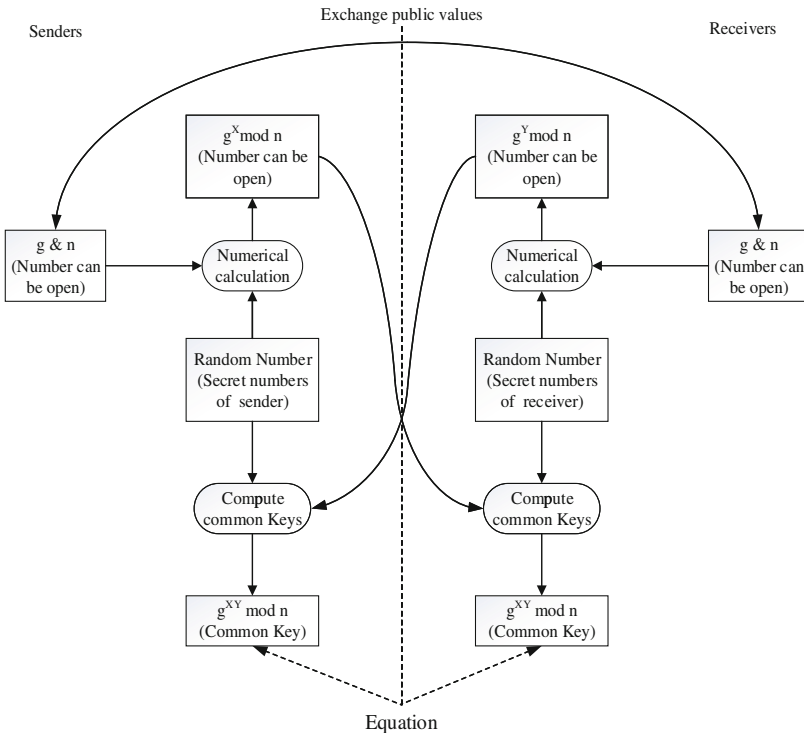 Exchange public values
Senders
Receivers
g^X mod n
(Number can be
open)
g^Y mod n
(Number can be
open)
g & n
(Number can
be open)
Numerical
calculation
Numerical
calculation
g & n
(Number can
be open)
Random Number
(Secret numbers
of sender)
Random Number
(Secret numbers
of receiver)
Compute
common Keys
Compute
common Keys
g^XY mod n
(Common Key)
g^XY mod n
(Common Key)
Equation